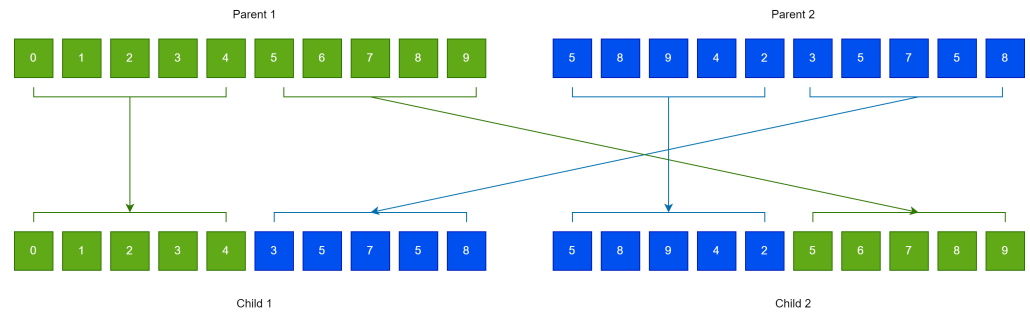 Parent 1 Parent 2
0 1 2 3 4 5 6 7 8 9 5 8 9 4 2 3 5 7 5 8
0 1 2 3 4 3 5 7 5 8 5 8 9 4 2 5 6 7 8 9
Child 1 Child 2